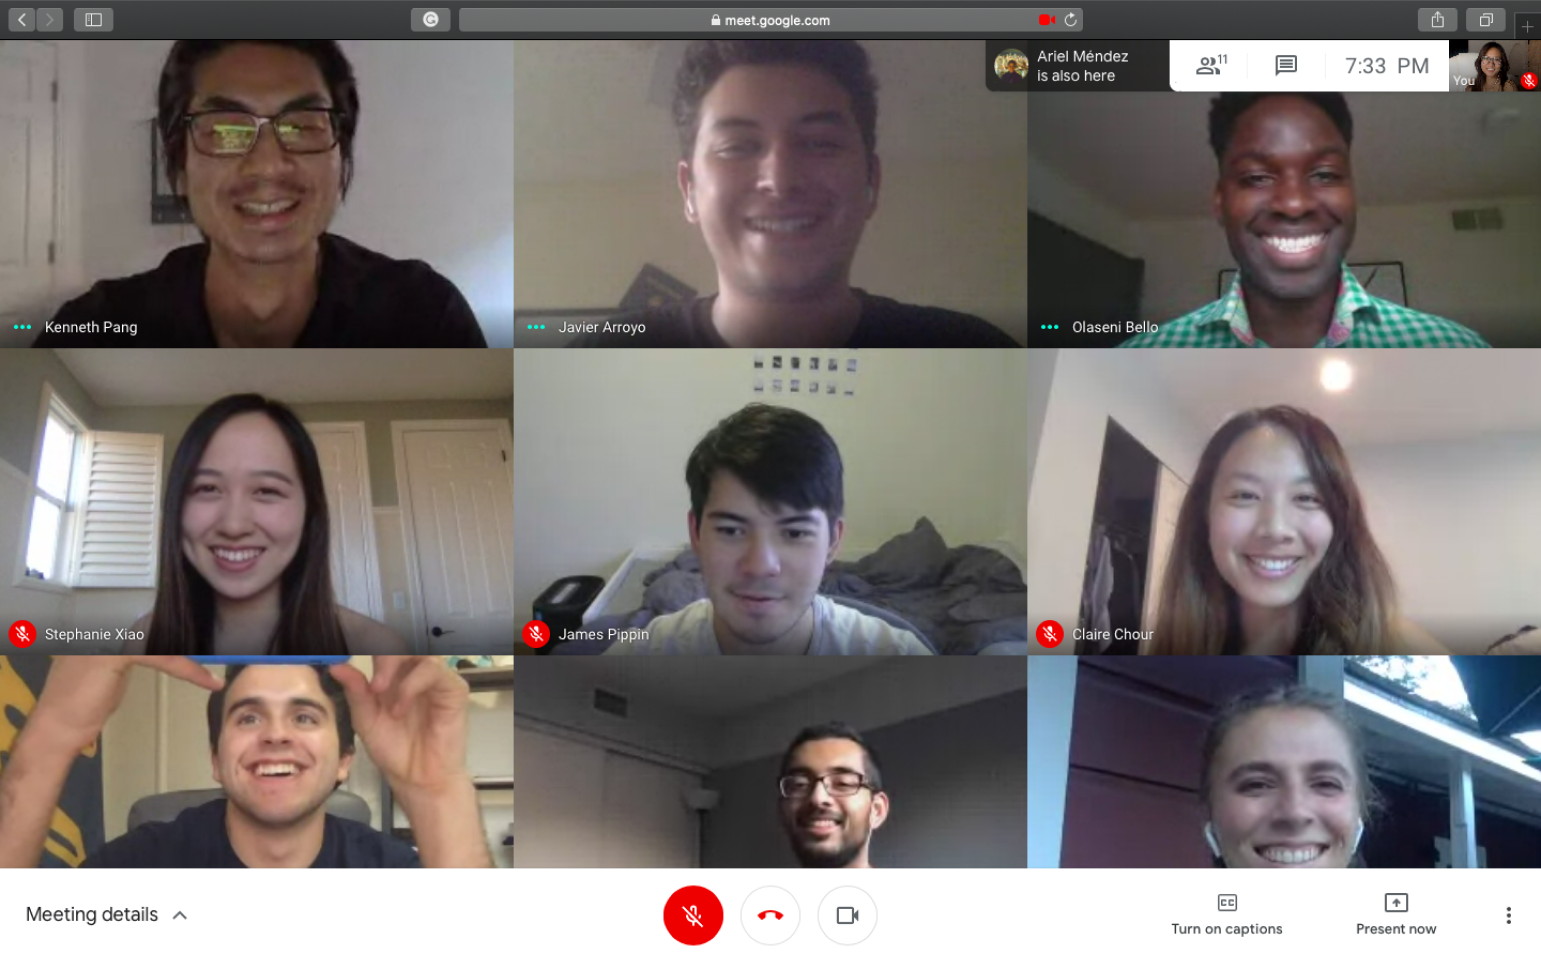 meet.google.com
Ariel Méndez
is also here
11
7:33 PM
You
Kenneth Pang
Javier Arroyo
Olaseni Bello
Stephanie Xiao
James Pippin
Claire Chour
Meeting details
CC
Turn on captions
Present now